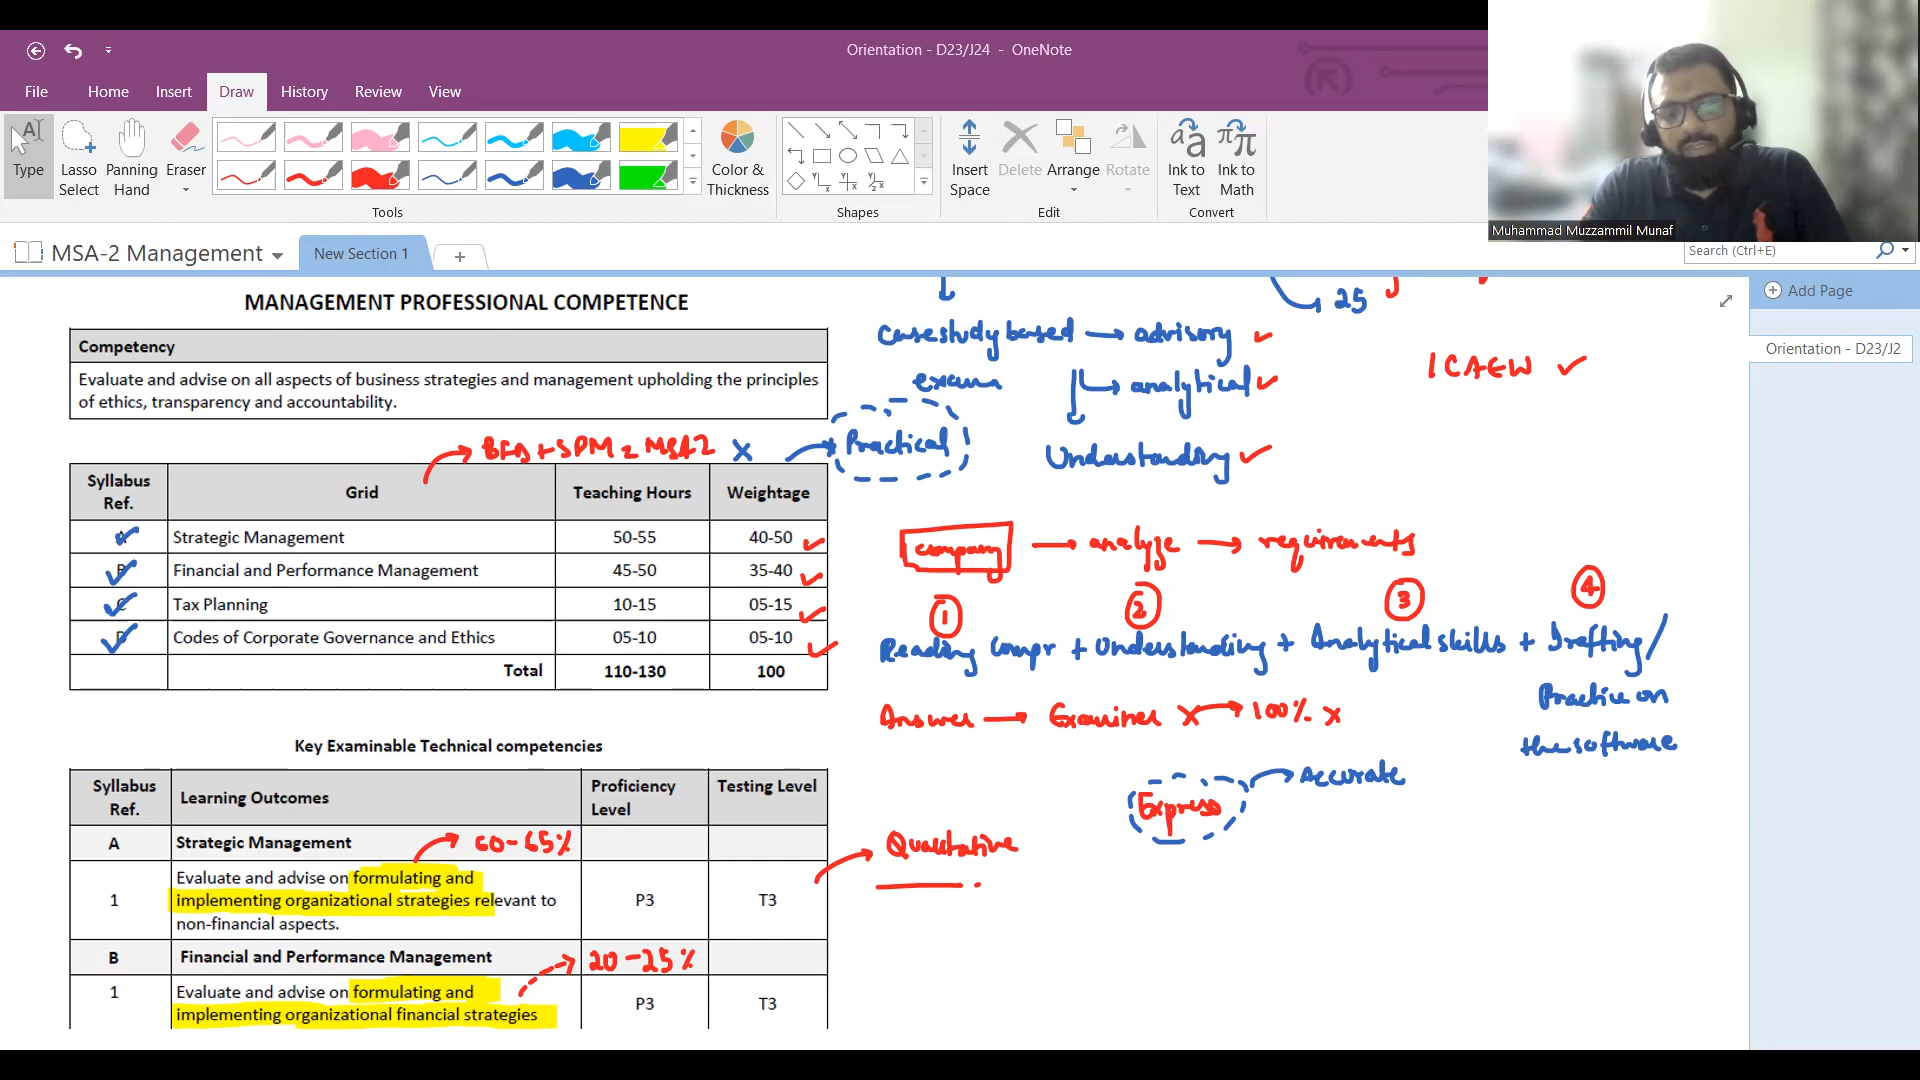 Orientation - D23/J24 - OneNote
File Home Insert Draw History Review View
Type
Lasso Select
Panning Hand
Eraser
Color & Thickness
Insert Space
Delete
Arrange
Rotate
Ink to Text
Ink to Math
Tools Shapes Edit Convert
Muhammad Muzzammil Munaf
MSA-2 Management New Section 1 +
Search (Ctrl+E)
Add Page
Orientation - D23/J2
MANAGEMENT PROFESSIONAL COMPETENCE
Competency
Evaluate and advise on all aspects of business strategies and management upholding the principles
of ethics, transparency and accountability.
BFD + SPM = MSA2 X
Syllabus Ref. Grid Teaching Hours Weightage
A Strategic Management 50-55 40-50
B Financial and Performance Management 45-50 35-40
C Tax Planning 10-15 05-15
D Codes of Corporate Governance and Ethics 05-10 05-10
Total 110-130 100
Key Examinable Technical competencies
Syllabus Ref. Learning Outcomes Proficiency Level Testing Level
A Strategic Management 60-65%
1 Evaluate and advise on formulating and
implementing organizational strategies relevant to
non-financial aspects. P3 T3
B Financial and Performance Management 20-25%
1 Evaluate and advise on formulating and
implementing organizational financial strategies P3 T3
25
Casestudy based → advisory
exams → analytical
ICAEW
Practical
Understanding
company → analyze → requirements
1 2 3 4
Reading Compr + Understanding + Analytical skills + Drafting/
Practice on
the software
Answer → Examiner X → 100% X
Express → Accurate
Qualitative